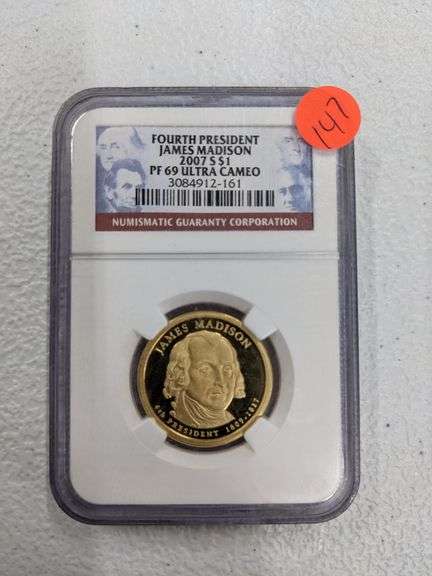 FOURTH PRESIDENT
JAMES MADISON
2007 S $1
PF 69 ULTRA CAMEO
3084912-161
NUMISMATIC GUARANTY CORPORATION
147
JAMES MADISON
4th PRESIDENT 1809-1817